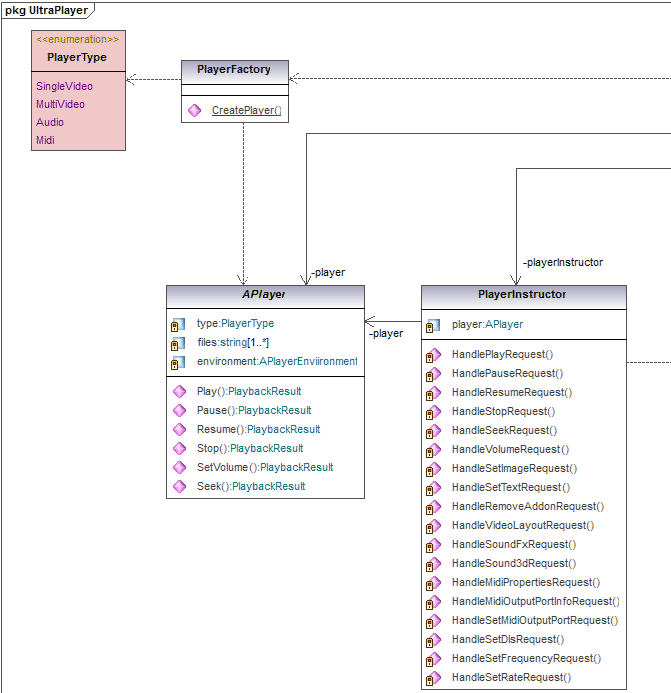 pkg UltraPlayer
<<enumeration>>
PlayerType
SingleVideo
MultiVideo
Audio
Midi
PlayerFactory
CreatePlayer()
-player
-playerInstructor
APlayer
type:PlayerType
files:string[1..*]
environment:APlayerEnviironment
Play():PlaybackResult
Pause():PlaybackResult
Resume():PlaybackResult
Stop():PlaybackResult
SetVolume():PlaybackResult
Seek():PlaybackResult
-player
PlayerInstructor
player:APlayer
HandlePlayRequest()
HandlePauseRequest()
HandleResumeRequest()
HandleStopRequest()
HandleSeekRequest()
HandleVolumeRequest()
HandleSetImageRequest()
HandleSetTextRequest()
HandleRemoveAddonRequest()
HandleVideoLayoutRequest()
HandleSoundFxRequest()
HandleSound3dRequest()
HandleMidiPropertiesRequest()
HandleMidiOutputPortInfoRequest()
HandleSetMidiOutputPortRequest()
HandleSetDlsRequest()
HandleSetFrequencyRequest()
HandleSetRateRequest()